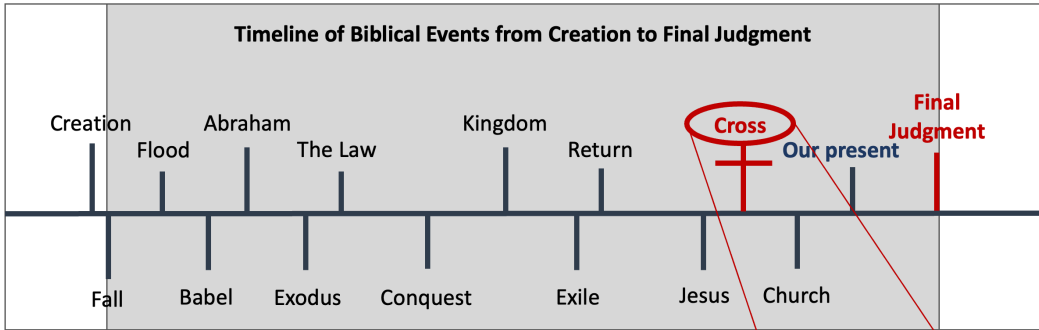 Timeline of Biblical Events from Creation to Final Judgment
Creation
Flood
Abraham
The Law
Kingdom
Return
Cross
Our present
Final
Judgment
Fall
Babel
Exodus
Conquest
Exile
Jesus
Church